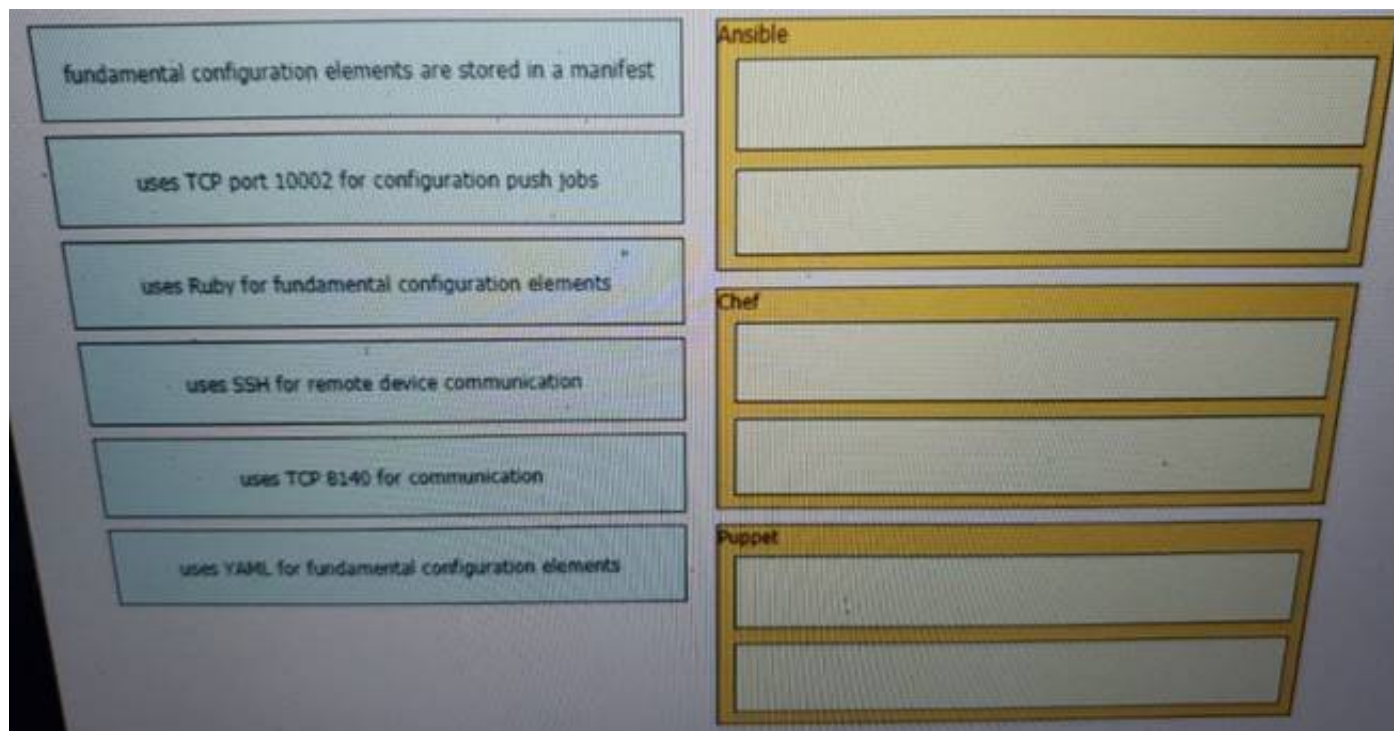 fundamental configuration elements are stored in a manifest
uses TCP port 10002 for configuration push jobs
uses Ruby for fundamental configuration elements
uses SSH for remote device communication
uses TCP 8140 for communication
uses YAML for fundamental configuration elements
Ansible
Chef
Puppet